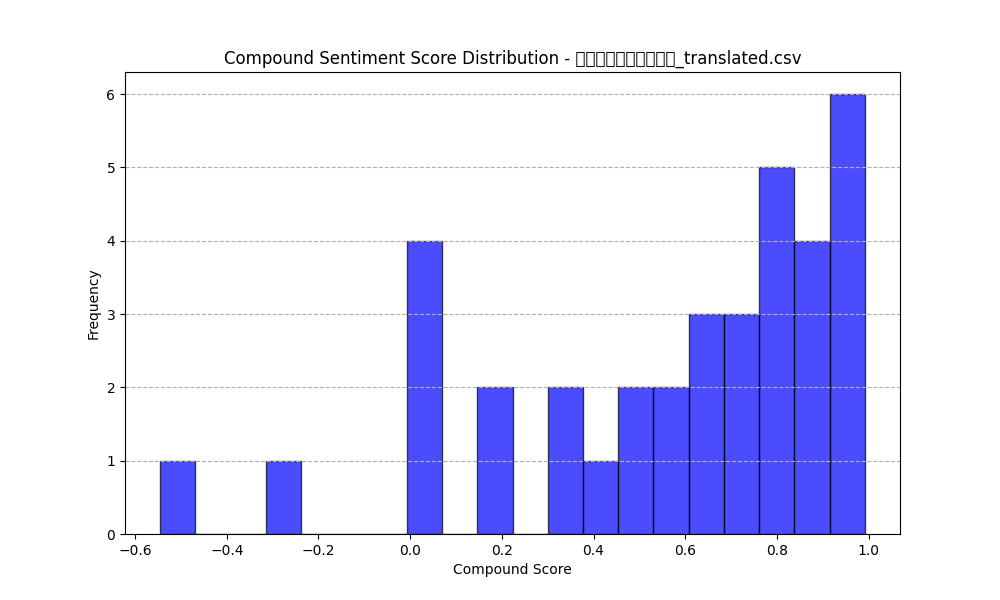 Compound Sentiment Score Distribution - _translated.csv
6
5
4
3
2
1
0
Frequency
−0.6 −0.4 −0.2 0.0 0.2 0.4 0.6 0.8 1.0
Compound Score